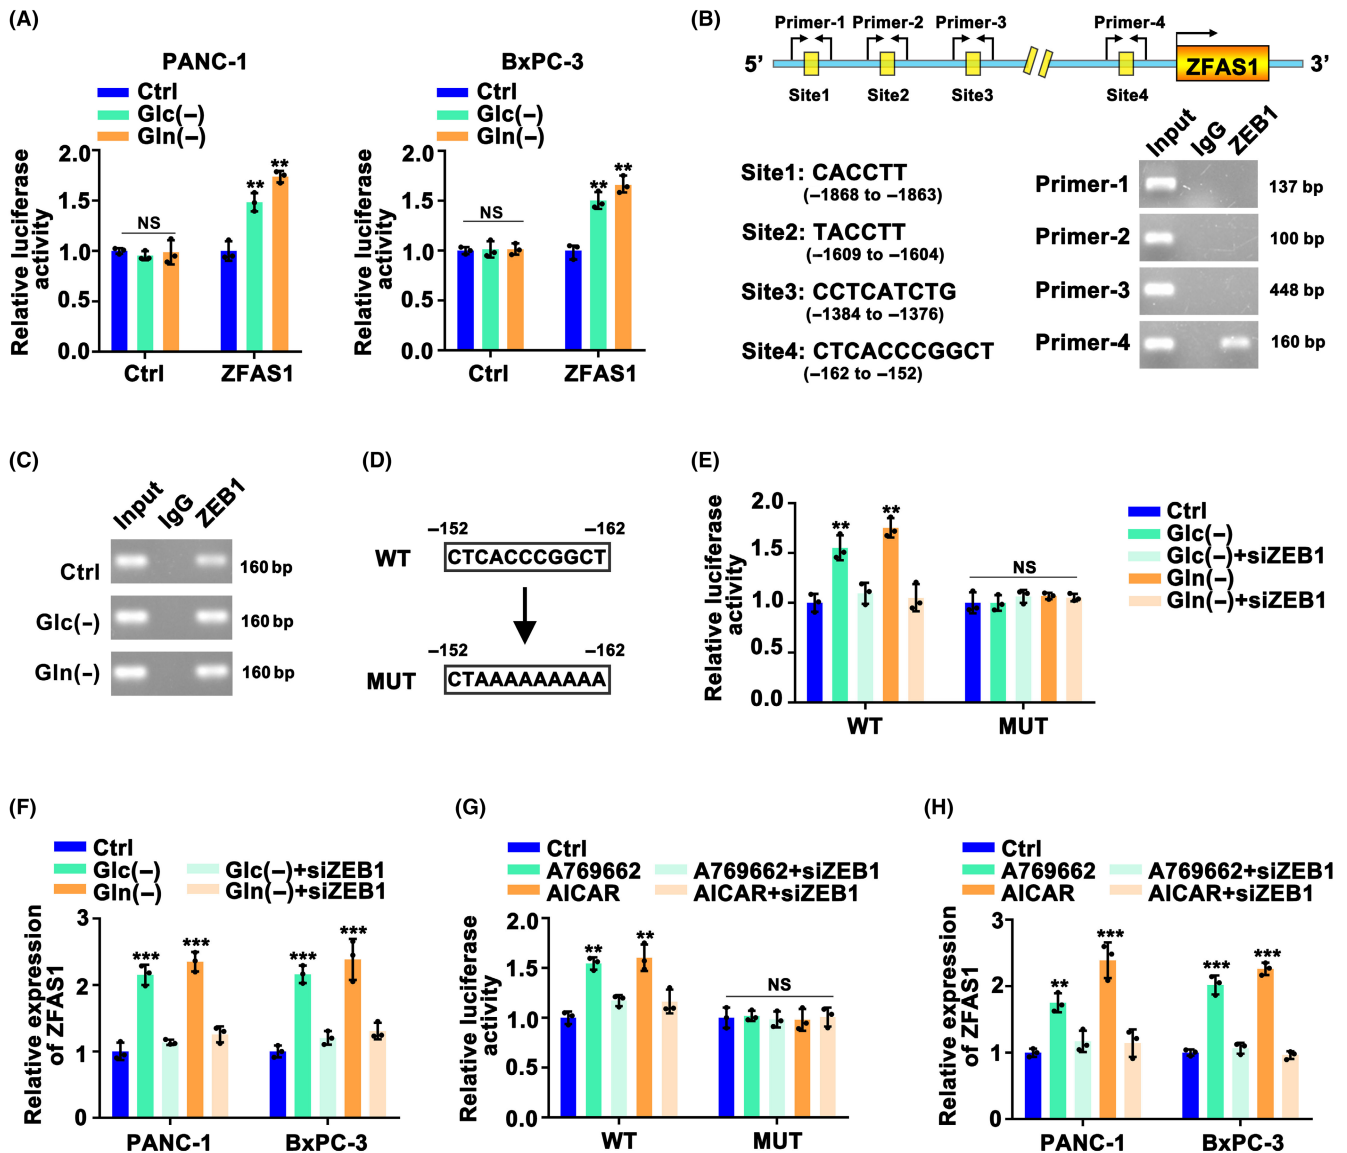 (A)
PANC-1
Ctrl
Glc(−)
Gln(−)
Relative luciferase
activity
2.0
1.5
1.0
0.5
0.0
NS
**
**
Ctrl
ZFAS1
BxPC-3
Ctrl
Glc(−)
Gln(−)
Relative luciferase
activity
2.0
1.5
1.0
0.5
0.0
NS
**
**
Ctrl
ZFAS1
(B)
Primer-1 Primer-2 Primer-3 Primer-4
5’ ZFAS1 3’
Site1 Site2 Site3 Site4
Site1: CACCTT
(−1868 to −1863)
Site2: TACCTT
(−1609 to −1604)
Site3: CCTCATCTG
(−1384 to −1376)
Site4: CTCACCCGGCT
(−162 to −152)
Input IgG ZEB1
Primer-1 137 bp
Primer-2 100 bp
Primer-3 448 bp
Primer-4 160 bp
(C)
Input IgG ZEB1
Ctrl 160 bp
Glc(−) 160 bp
Gln(−) 160 bp
(D)
−152 −162
WT CTCACCCGGCT
−152 −162
MUT CTAAAAAAAAA
(E)
Relative luciferase
activity
2.0
1.5
1.0
0.5
0.0
**
**
NS
WT
MUT
Ctrl
Glc(−)
Glc(−)+siZEB1
Gln(−)
Gln(−)+siZEB1
(F)
Ctrl
Glc(−) Glc(−)+siZEB1
Gln(−) Gln(−)+siZEB1
Relative expression
of ZFAS1
3
2
1
0
***
***
***
***
PANC-1
BxPC-3
(G)
Ctrl
A769662 A769662+siZEB1
AICAR AICAR+siZEB1
Relative luciferase
activity
2.0
1.5
1.0
0.5
0.0
**
**
NS
WT
MUT
(H)
Ctrl
A769662 A769662+siZEB1
AICAR AICAR+siZEB1
Relative expression
of ZFAS1
3
2
1
0
**
***
***
***
PANC-1
BxPC-3